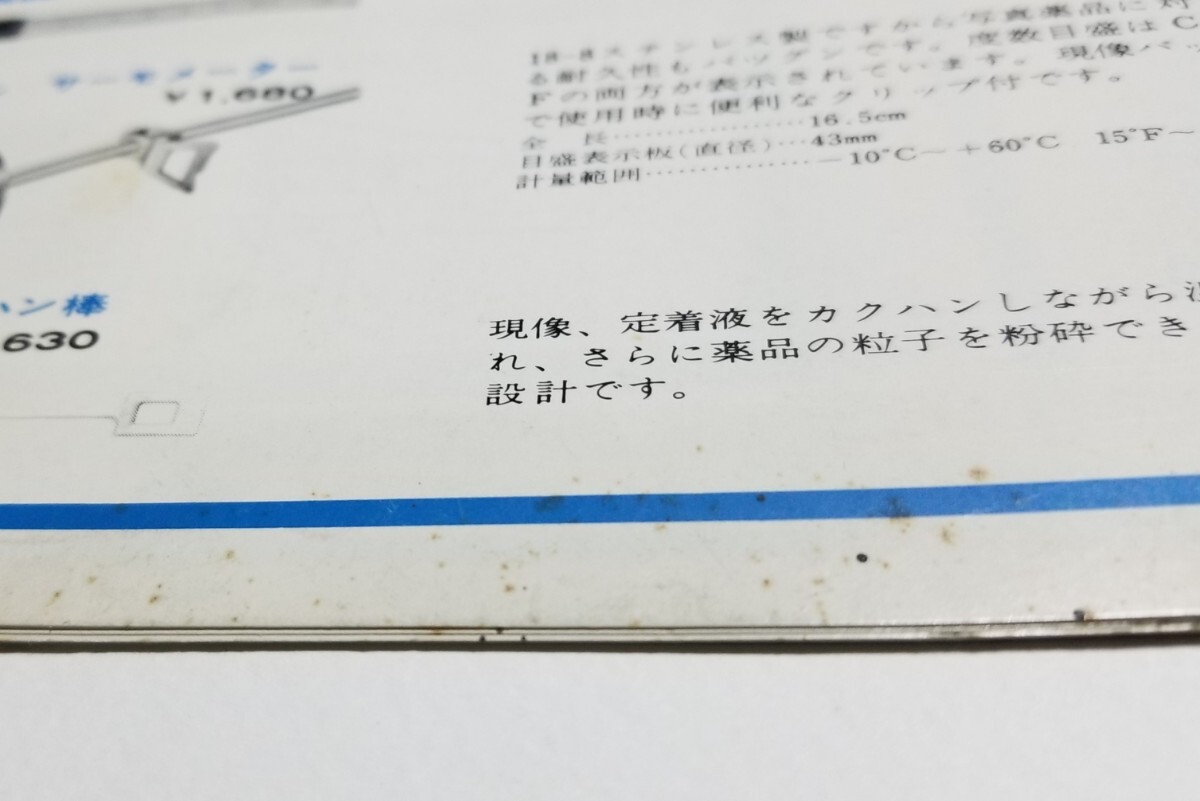 サーモメーター
¥1,680
18-8ステンレス製ですから写真薬品に対
る耐久性もバツグンです。度数目盛はC
Fの両方が表示されています。現像バッ
で使用時に便利なクリップ付です。
全 長………………16.5cm
目盛表示板(直径)…43mm
計量範囲……………−10°C〜+60°C 15°F〜
ハン棒
630
現像、定着液をカクハンしながら
れ、さらに薬品の粒子を粉砕でき
設計です。